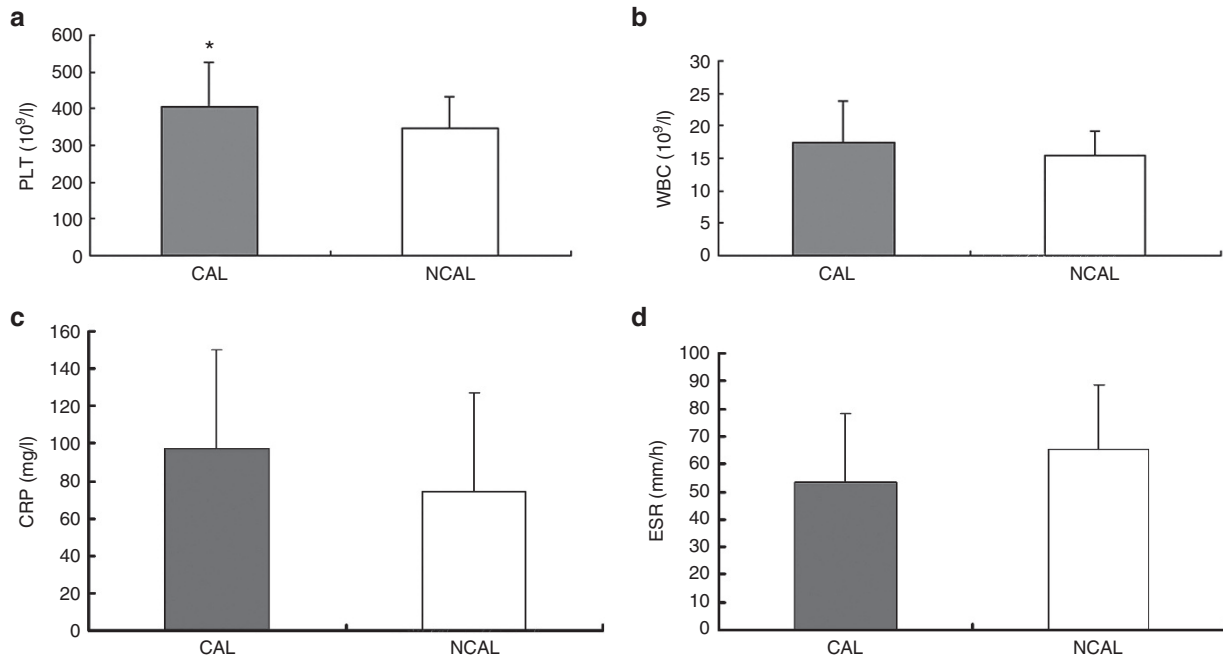 a
PLT (10⁹/l)
600
500
400
300
200
100
0
*
CAL
NCAL
b
WBC (10⁹/l)
30
25
20
15
10
5
0
CAL
NCAL
c
CRP (mg/l)
160
140
120
100
80
60
40
20
0
CAL
NCAL
d
ESR (mm/h)
100
90
80
70
60
50
40
30
20
10
0
CAL
NCAL